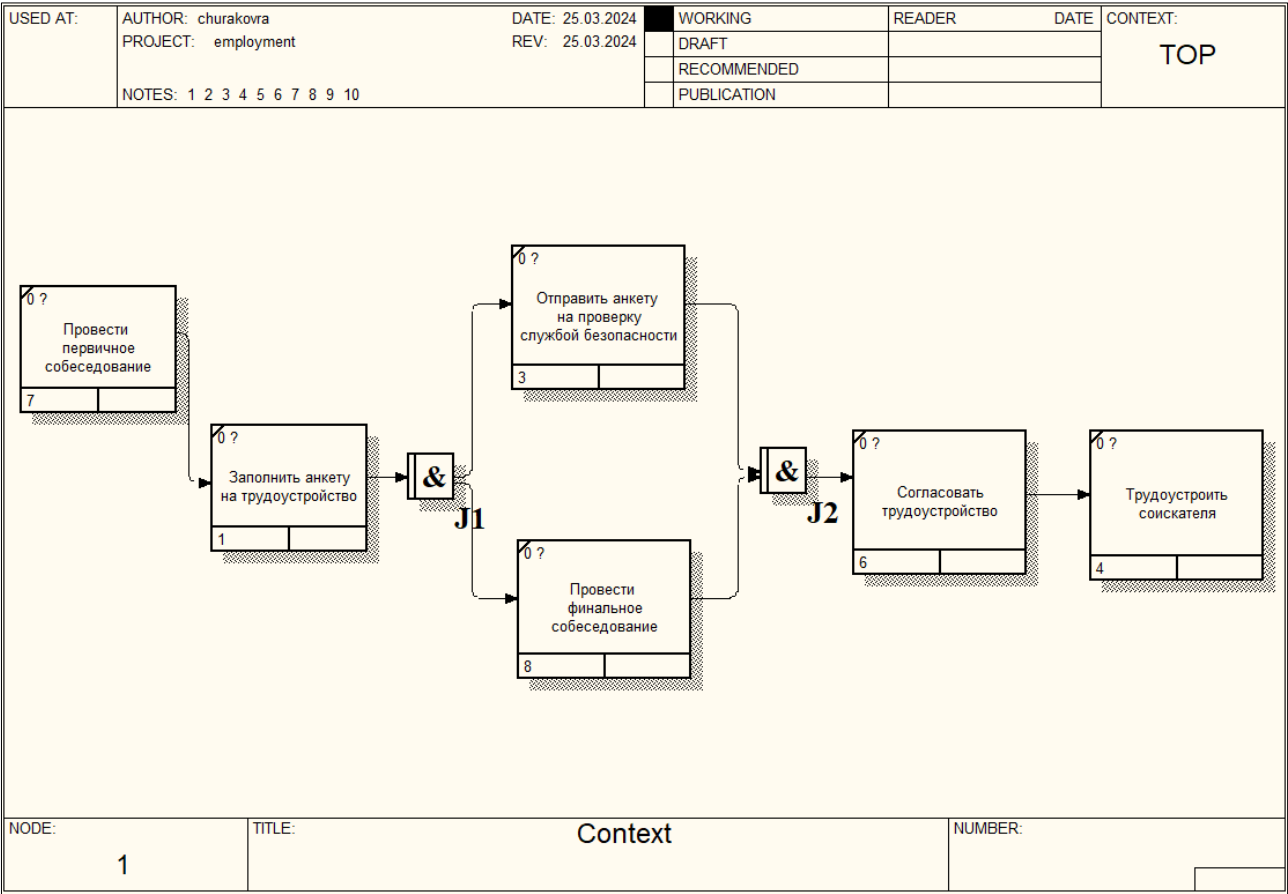 USED AT:
AUTHOR: churakovra
DATE: 25.03.2024
PROJECT: employment
REV: 25.03.2024
NOTES: 1 2 3 4 5 6 7 8 9 10
WORKING
DRAFT
RECOMMENDED
PUBLICATION
READER
DATE
CONTEXT:
TOP
0 ?
Провести
первичное
собеседование
7
0 ?
Заполнить анкету
на трудоустройство
1
&
J1
0 ?
Отправить анкету
на проверку
службой безопасности
3
0 ?
Провести
финальное
собеседование
8
&
J2
0 ?
Согласовать
трудоустройство
6
0 ?
Трудоустроить
соискателя
4
NODE:
1
TITLE:
Context
NUMBER: